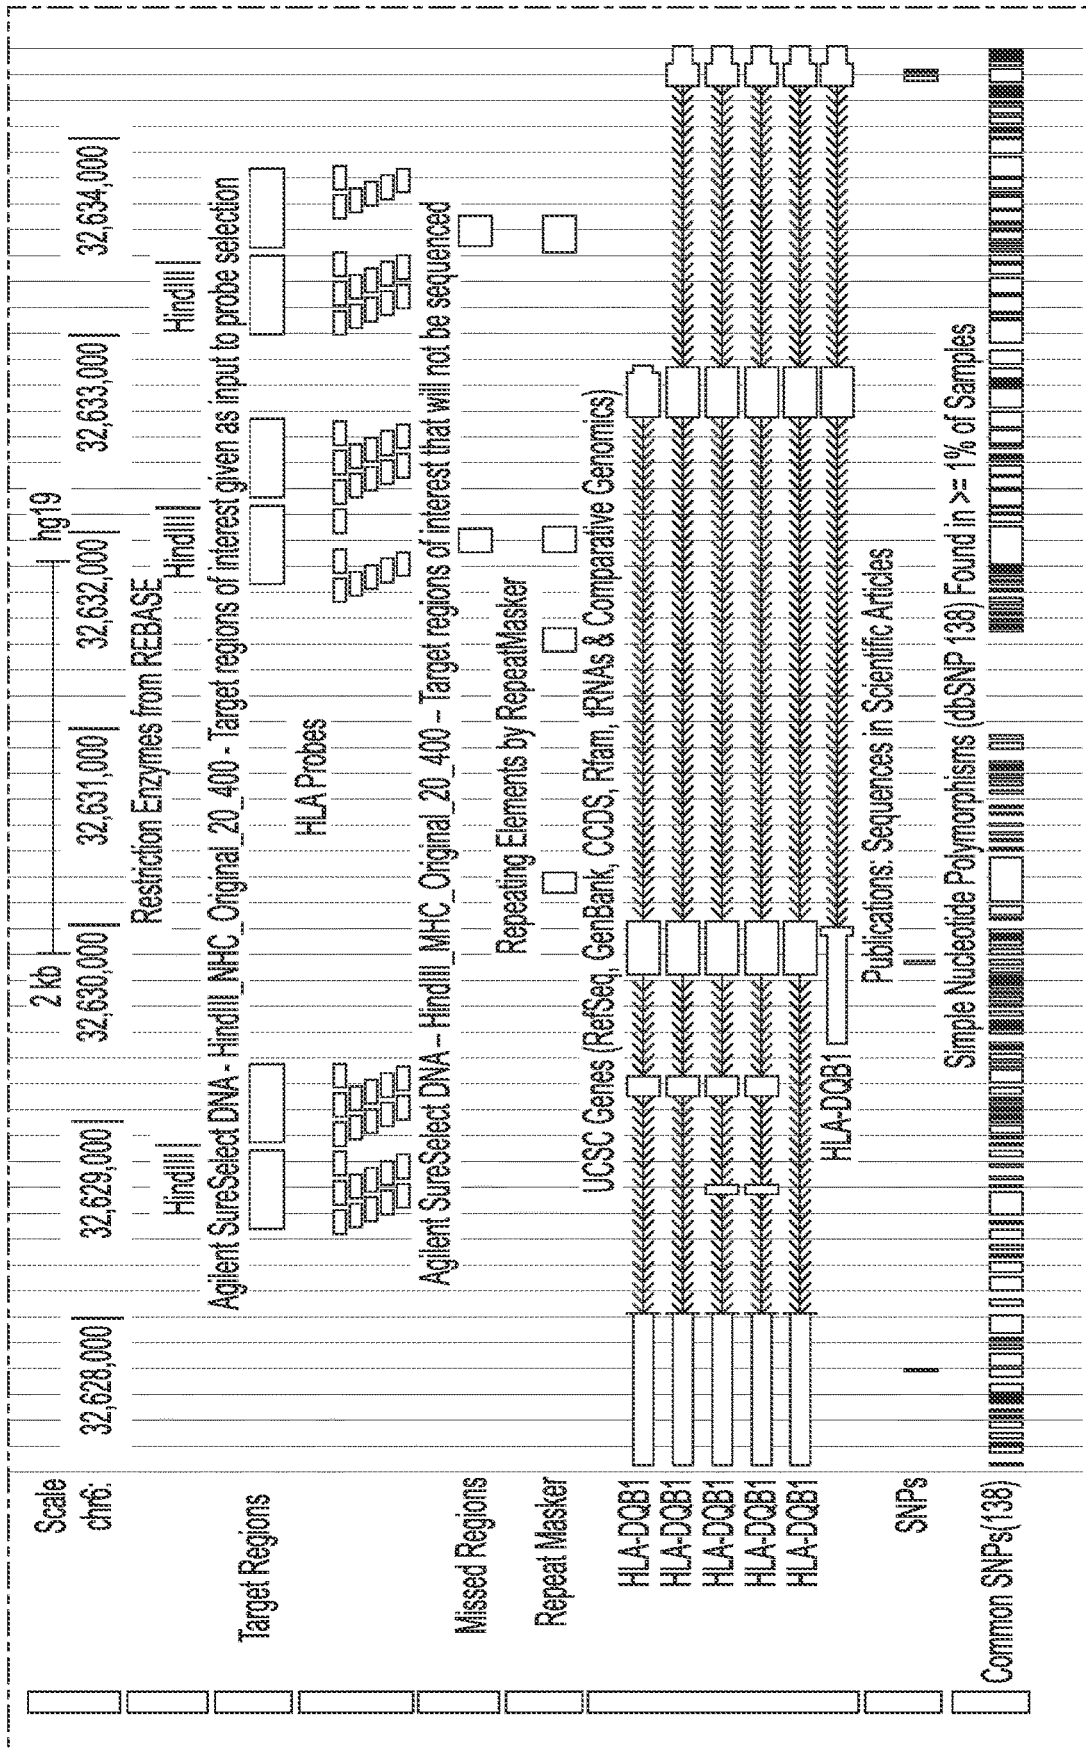 Scale 2 kb hg19
chr6: 32,628,000 32,629,000 32,630,000 32,631,000 32,632,000 32,633,000 32,634,000
Restriction Enzymes from REBASE
HindIII HindIII HindIII
Agilent SureSelect DNA - HindIII_NHC_Original_20_400 - Target regions of interest given as input to probe selection
Target Regions
HLA Probes
Agilent SureSelect DNA – HindIII_MHC_Original_20_400 – Target regions of interest that will not be sequenced
Missed Regions
Repeating Elements by RepeatMasker
Repeat Masker
UCSC Genes (RefSeq, GenBank, CCDS, Rfam, tRNAs & Comparative Genomics)
HLA-DQB1
HLA-DQB1
HLA-DQB1
HLA-DQB1
HLA-DQB1
HLA-DQB1
Publications: Sequences in Scientific Articles
SNPs
Simple Nucleotide Polymorphisms (dbSNP 138) Found in >= 1% of Samples
Common SNPs(138)